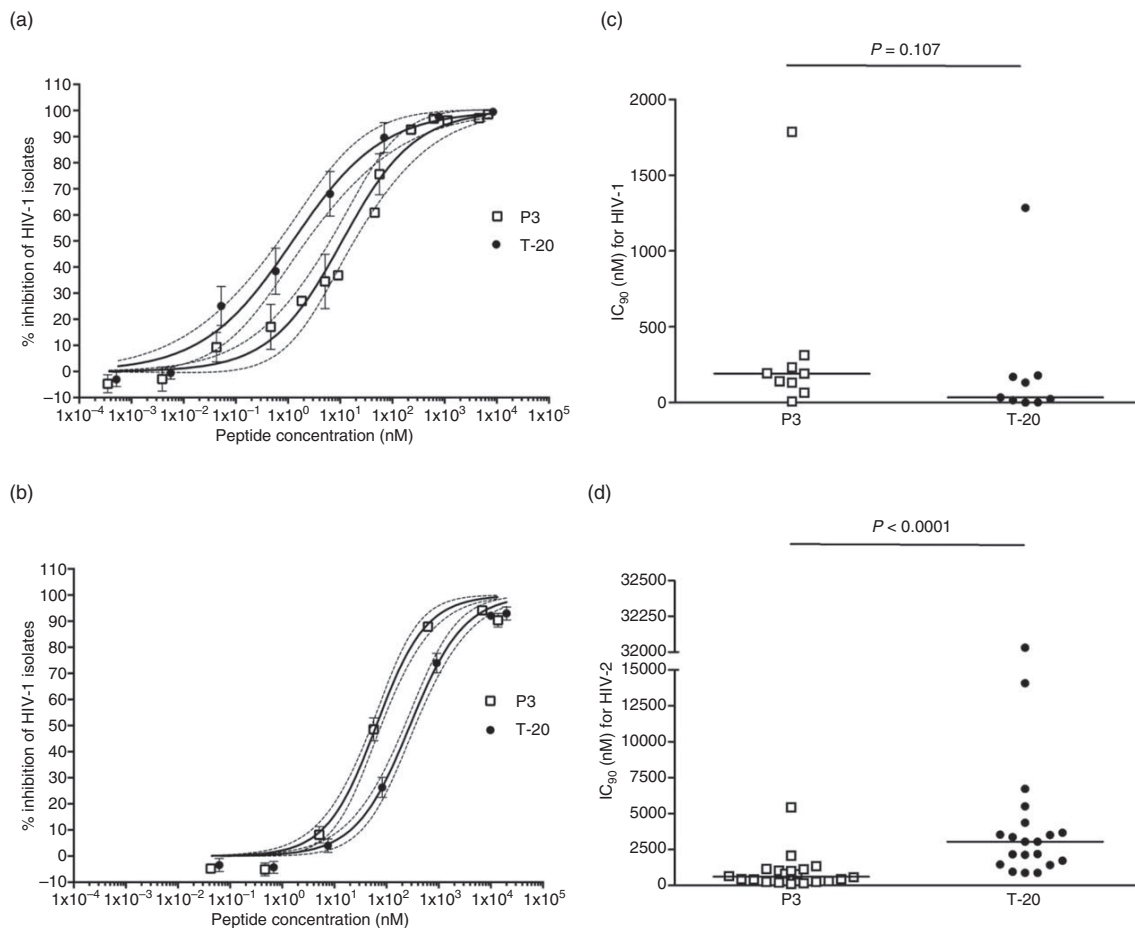 (a)
110
100
90
80
70
60
50
40
30
20
10
0
−10
% inhibition of HIV-1 isolates
1x10⁻⁴ 1x10⁻³ 1x10⁻² 1x10⁻¹ 1x10⁰ 1x10¹ 1x10² 1x10³ 1x10⁴ 1x10⁵
Peptide concentration (nM)
P3
T-20
(c)
P = 0.107
2000
1500
1000
500
0
IC₉₀ (nM) for HIV-1
P3 T-20
(b)
110
100
90
80
70
60
50
40
30
20
10
0
−10
% inhibition of HIV-1 isolates
1x10⁻⁴ 1x10⁻³ 1x10⁻² 1x10⁻¹ 1x10⁰ 1x10¹ 1x10² 1x10³ 1x10⁴ 1x10⁵
Peptide concentration (nM)
P3
T-20
(d)
P < 0.0001
32500
32000
15000
12500
10000
7500
5000
2500
0
IC₉₀ (nM) for HIV-2
P3 T-20